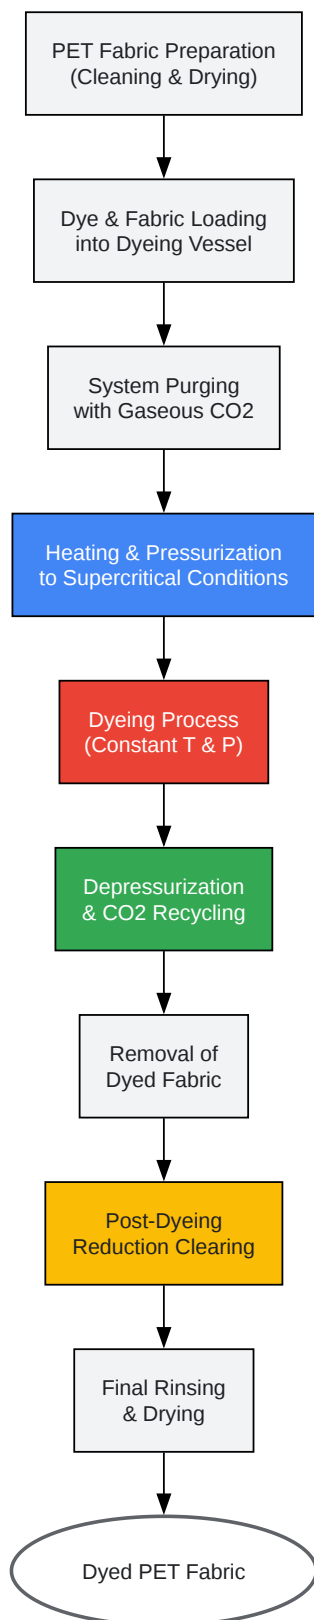 PET Fabric Preparation
(Cleaning & Drying)
Dye & Fabric Loading
into Dyeing Vessel
System Purging
with Gaseous CO2
Heating & Pressurization
to Supercritical Conditions
Dyeing Process
(Constant T & P)
Depressurization
& CO2 Recycling
Removal of
Dyed Fabric
Post-Dyeing
Reduction Clearing
Final Rinsing
& Drying
Dyed PET Fabric